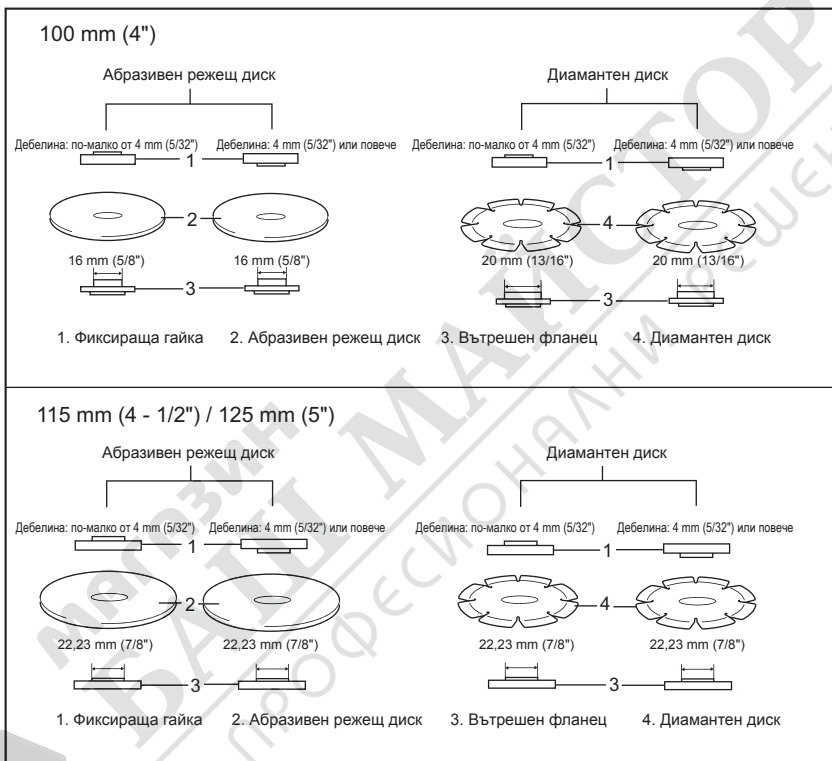 100 mm (4")
Абразивен режещ диск Диамантен диск
Дебелина: по-малко от 4 mm (5/32") Дебелина: 4 mm (5/32") или повече Дебелина: по-малко от 4 mm (5/32") Дебелина: 4 mm (5/32") или повече
1 1
2 4
16 mm (5/8") 16 mm (5/8") 20 mm (13/16") 20 mm (13/16")
3 3
1. Фиксираща гайка 2. Абразивен режещ диск 3. Вътрешен фланец 4. Диамантен диск
115 mm (4 - 1/2") / 125 mm (5")
Абразивен режещ диск Диамантен диск
Дебелина: по-малко от 4 mm (5/32") Дебелина: 4 mm (5/32") или повече Дебелина: по-малко от 4 mm (5/32") Дебелина: 4 mm (5/32") или повече
1 1
2 4
22,23 mm (7/8") 22,23 mm (7/8") 22,23 mm (7/8") 22,23 mm (7/8")
3 3
1. Фиксираща гайка 2. Абразивен режещ диск 3. Вътрешен фланец 4. Диамантен диск
магазин
БАШ МАЙСТОР
ПРОФЕСИОНАЛНИ РЕШЕН